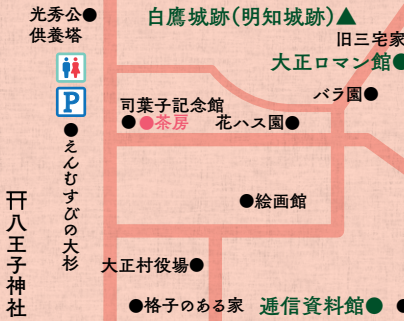 光秀公
供養塔
白鷹城跡(明知城跡)
旧三宅家
大正ロマン館
P
バラ園
司葉子記念館
茶房
花ハス園
えんむすびの大杉
絵画館
八王子神社
大正村役場
格子のある家
逓信資料館